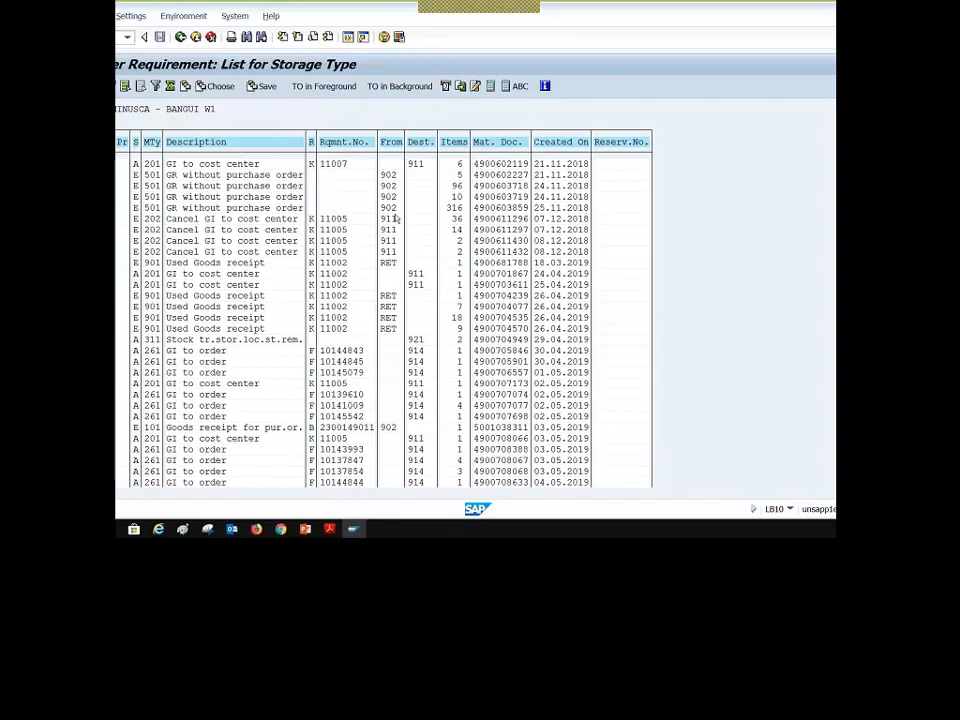 Settings Environment System Help
er Requirement: List for Storage Type
Choose Save TO in Foreground TO in Background ABC
MINUSCA - BANGUI W1
Pr S MTy Description R Rqmnt.No. From Dest. Items Mat. Doc. Created On Reserv.No.
A 201 GI to cost center K 11007 911 6 4900602119 21.11.2018
E 501 GR without purchase order 902 5 4900602227 21.11.2018
E 501 GR without purchase order 902 96 4900603718 24.11.2018
E 501 GR without purchase order 902 10 4900603719 24.11.2018
E 501 GR without purchase order 902 316 4900603859 25.11.2018
E 202 Cancel GI to cost center K 11005 911 36 4900611296 07.12.2018
E 202 Cancel GI to cost center K 11005 911 14 4900611297 07.12.2018
E 202 Cancel GI to cost center K 11005 911 2 4900611430 08.12.2018
E 202 Cancel GI to cost center K 11005 911 2 4900611432 08.12.2018
E 901 Used Goods receipt K 11002 RET 1 4900681788 18.03.2019
A 201 GI to cost center K 11002 911 1 4900701867 24.04.2019
A 201 GI to cost center K 11002 911 1 4900703611 25.04.2019
E 901 Used Goods receipt K 11002 RET 1 4900704239 26.04.2019
E 901 Used Goods receipt K 11002 RET 7 4900704077 26.04.2019
E 901 Used Goods receipt K 11002 RET 18 4900704535 26.04.2019
E 901 Used Goods receipt K 11002 RET 9 4900704570 26.04.2019
A 311 Stock tr.stor.loc.st.rem. 921 2 4900704949 29.04.2019
A 261 GI to order F 10144843 914 1 4900705846 30.04.2019
A 261 GI to order F 10144845 914 1 4900705901 30.04.2019
A 261 GI to order F 10145079 914 1 4900706557 01.05.2019
A 201 GI to cost center K 11005 911 1 4900707173 02.05.2019
A 261 GI to order F 10139610 914 1 4900707074 02.05.2019
A 261 GI to order F 10141009 914 4 4900707077 02.05.2019
A 261 GI to order F 10145542 914 1 4900707698 02.05.2019
E 101 Goods receipt for pur.or. B 2300149011 902 1 5001038311 03.05.2019
A 201 GI to cost center K 11005 911 1 4900708066 03.05.2019
A 261 GI to order F 10143993 914 1 4900708388 03.05.2019
A 261 GI to order F 10137847 914 4 4900708067 03.05.2019
A 261 GI to order F 10137854 914 3 4900708068 03.05.2019
A 261 GI to order F 10144844 914 1 4900708633 04.05.2019
SAP LB10 unsapp1e